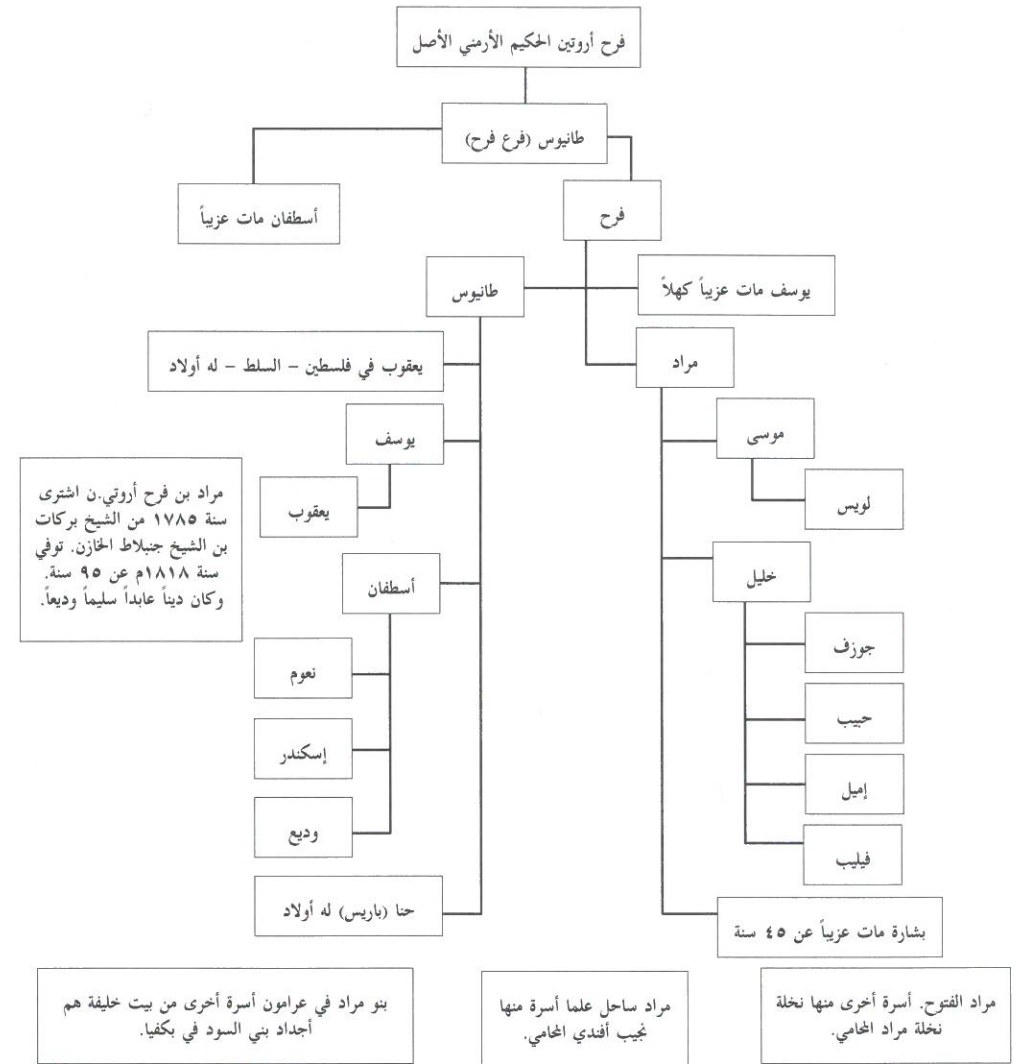 فرح أروتين الحكيم الأرمني الأصل
طانيوس (فرع فرح)
أسطفان مات عزيباً
فرح
يوسف مات عزيباً كهلاً
طانيوس
مراد
موسى
لويس
خليل
جوزف
حبيب
إميل
فيليب
بشارة مات عزيباً عن ٤٥ سنة
يعقوب في فلسطين – السلط – له أولاد
يوسف
يعقوب
أسطفان
نعوم
إسكندر
وديع
حنا (باريس) له أولاد
مراد بن فرح أروتي.ن اشترى
سنة ١٧٨٥ من الشيخ بركات
بن الشيخ جنبلاط الخازن. توفي
سنة ١٨١٨م عن ٩٥ سنة.
وكان ديناً عابداً سليماً وديعاً.
مراد الفتوح. أسرة أخرى منها نخلة
نخلة مراد المحامي.
مراد ساحل علما أسرة منها
نجيب أفندي المحامي.
بنو مراد في عرامون أسرة أخرى من بيت خليفة هم
أجداد بني السود في بكفيا.